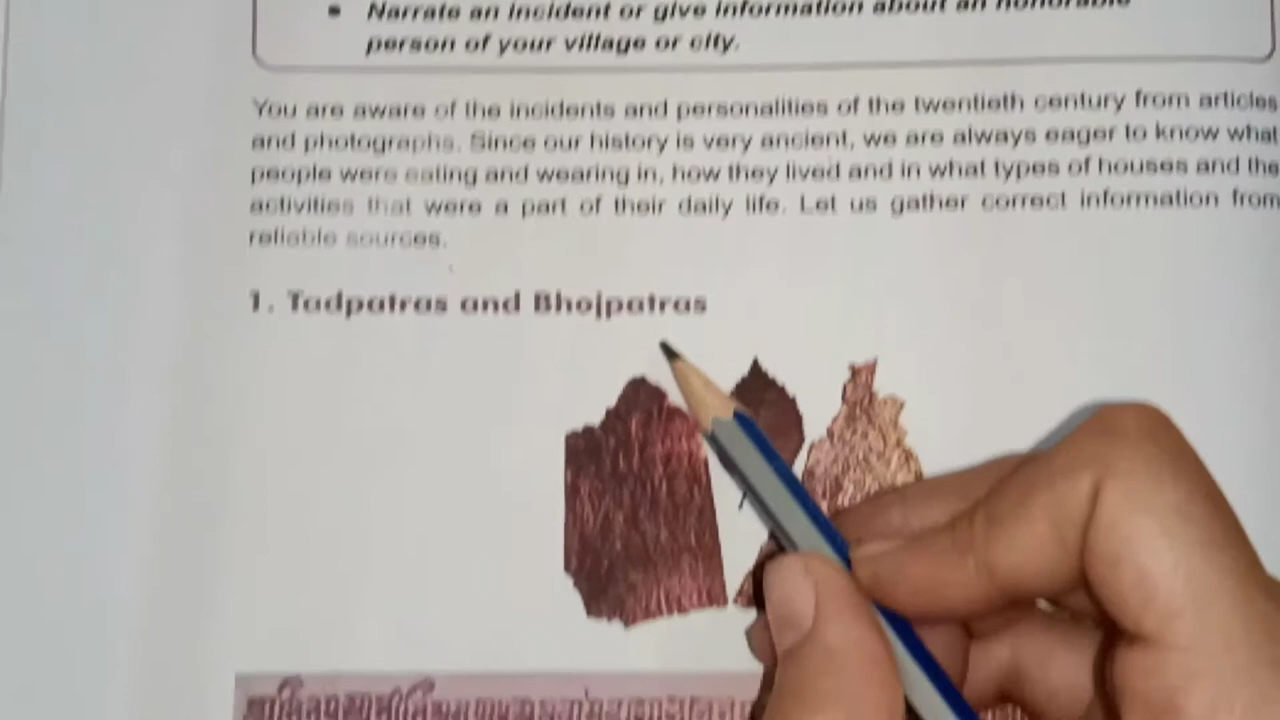 • Narrate an incident or give information about an honorable
person of your village or city.
You are aware of the incidents and personalities of the twentieth century from articles
and photographs. Since our history is very ancient, we are always eager to know what
people were eating and wearing in, how they lived and in what types of houses and the
activities that were a part of their daily life. Let us gather correct information from
reliable sources.
1. Tadpatras and Bhojpatras